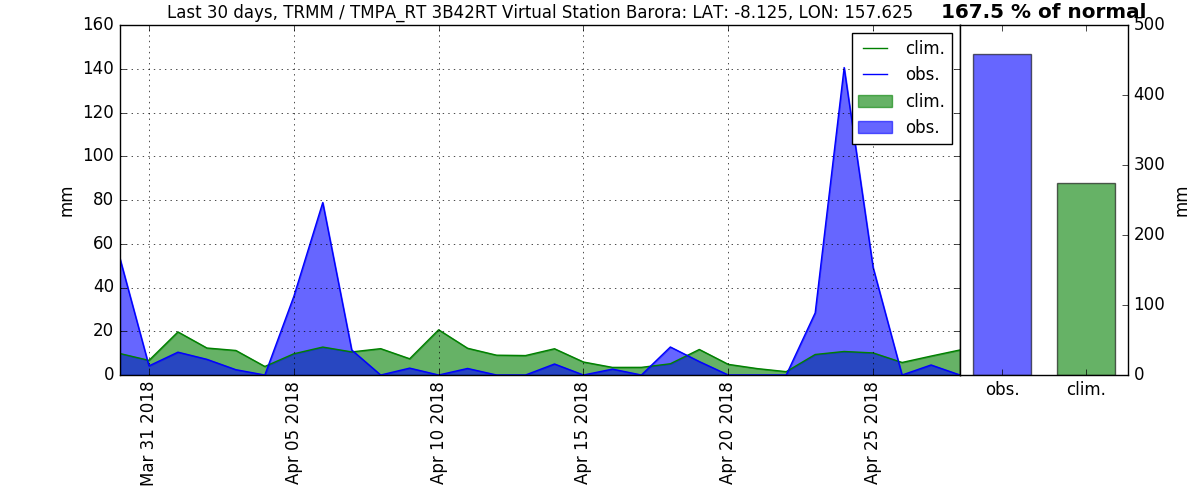 Last 30 days, TRMM / TMPA_RT 3B42RT Virtual Station Barora: LAT: -8.125, LON: 157.625
167.5 % of normal
160
140
120
100
80
60
40
20
0
mm
clim.
obs.
clim.
obs.
Mar 31 2018
Apr 05 2018
Apr 10 2018
Apr 15 2018
Apr 20 2018
Apr 25 2018
500
400
300
200
100
0
mm
obs.
clim.